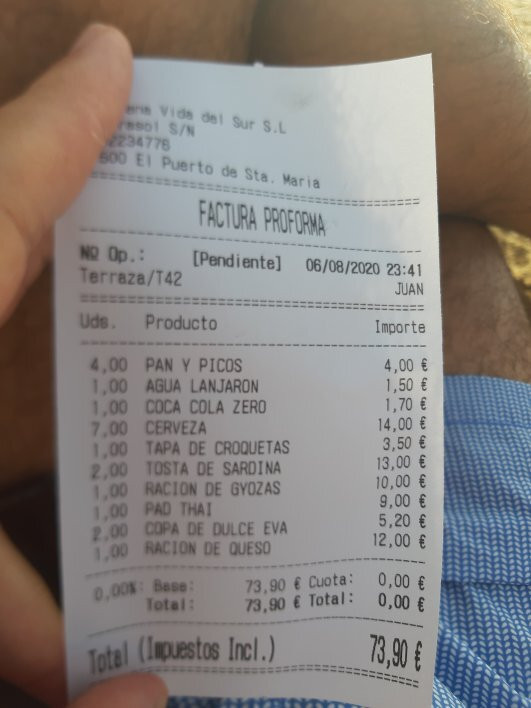 Vida del Sur S.L
S/N
2234776
El Puerto de Sta. Maria
FACTURA PROFORMA
Nº Op.: [Pendiente] 06/08/2020 23:41
Terraza/T42 JUAN
Uds. Producto Importe
4,00 PAN Y PICOS 4,00 €
1,00 AGUA LANJARON 1,50 €
1,00 COCA COLA ZERO 1,70 €
7,00 CERVEZA 14,00 €
1,00 TAPA DE CROQUETAS 3,50 €
2,00 TOSTA DE SARDINA 13,00 €
1,00 RACION DE GYOZAS 10,00 €
1,00 PAD THAI 9,00 €
2,00 COPA DE DULCE EVA 5,20 €
1,00 RACION DE QUESO 12,00 €
0,00%: Base: 73,90 € Cuota: 0,00 €
Total: 73,90 € Total: 0,00 €
Total (Impuestos Incl.) 73,90 €